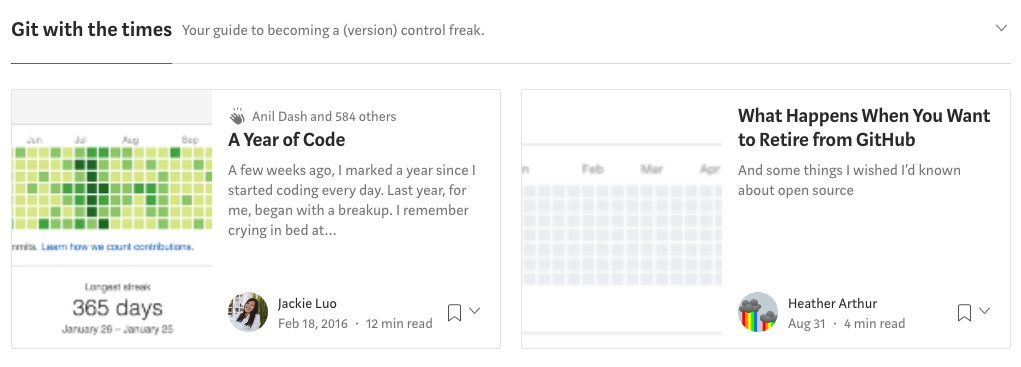 Git with the times Your guide to becoming a (version) control freak.
Jun Jul Aug Sep
mmits. Learn how we count contributions.
Longest streak
365 days
January 26 – January 25
Anil Dash and 584 others
A Year of Code
A few weeks ago, I marked a year since I
started coding every day. Last year, for
me, began with a breakup. I remember
crying in bed at…
Jackie Luo
Feb 18, 2016 · 12 min read
n Feb Mar Apr
What Happens When You Want
to Retire from GitHub
And some things I wished I’d known
about open source
Heather Arthur
Aug 31 · 4 min read